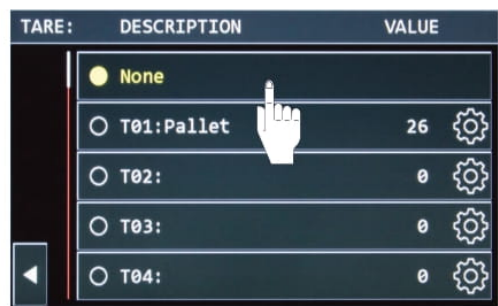 TARE: DESCRIPTION VALUE
None
T01:Pallet 26
T02: 0
T03: 0
T04: 0